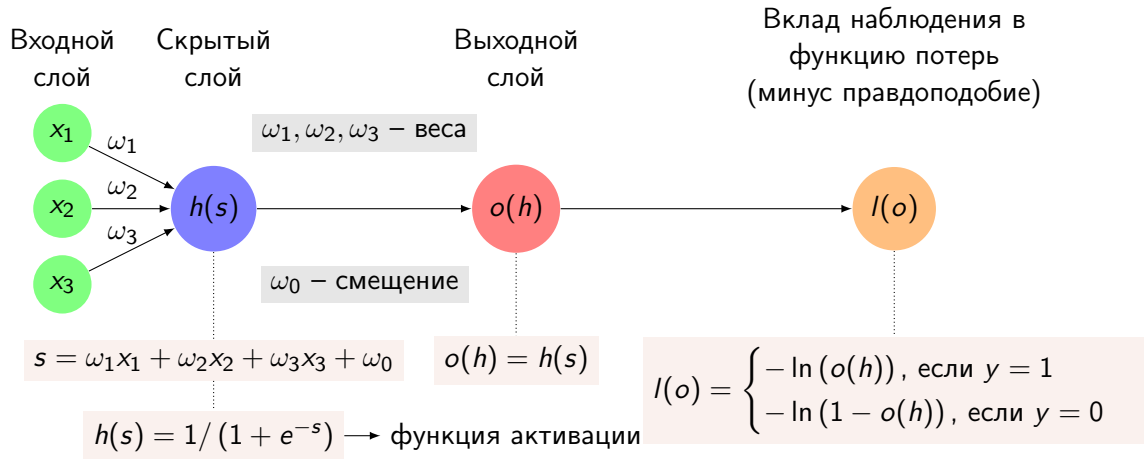 Входной
слой
Скрытый
слой
Выходной
слой
Вклад наблюдения в
функцию потерь
(минус правдоподобие)
x₁
x₂
x₃
ω₁
ω₂
ω₃
ω₁, ω₂, ω₃ – веса
h(s)
o(h)
l(o)
ω₀ – смещение
s = ω₁x₁ + ω₂x₂ + ω₃x₃ + ω₀
o(h) = h(s)
l(o) = { − ln (o(h)), если y = 1
− ln (1 − o(h)), если y = 0
h(s) = 1/ (1 + e⁻ˢ) → функция активации